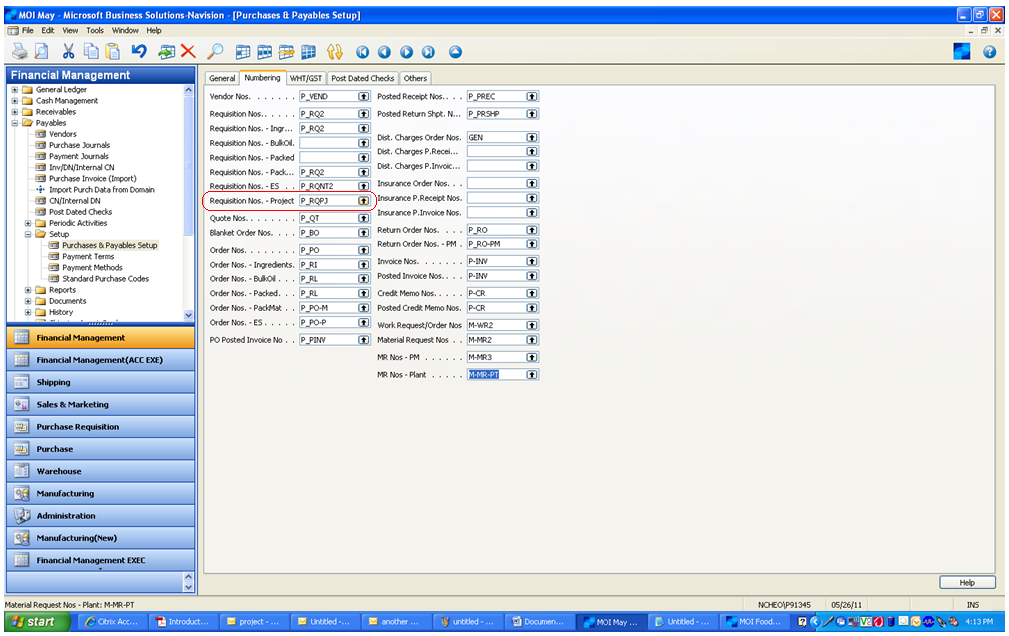 MOI May - Microsoft Business Solutions-Navision - [Purchases & Payables Setup]
File Edit View Tools Window Help
Financial Management
General Ledger
Cash Management
Receivables
Payables
Vendors
Purchase Journals
Payment Journals
Inv/DN/Internal CN
Purchase Invoice (Import)
Import Purch Data from Domain
CN/Internal DN
Post Dated Checks
Periodic Activities
Setup
Purchases & Payables Setup
Payment Terms
Payment Methods
Standard Purchase Codes
Reports
Documents
History
Financial Management
Financial Management(ACC EXE)
Shipping
Sales & Marketing
Purchase Requisition
Purchase
Warehouse
Manufacturing
Administration
Manufacturing(New)
Financial Management EXEC
General Numbering WHT/GST Post Dated Checks Others
Vendor Nos. . . . . . . . P_VEND
Requisition Nos. . . . . . P_RQ2
Requisition Nos. - Ingr... P_RQ2
Requisition Nos. - BulkOil.
Requisition Nos. - Packed
Requisition Nos. - Pack... P_RQ2
Requisition Nos. - ES . . P_RQNT2
Requisition Nos. - Project P_RQPJ
Quote Nos. . . . . . . . . P_QT
Blanket Order Nos. . . . P_BO
Order Nos. . . . . . . . . P_PO
Order Nos. - Ingredients. P_RI
Order Nos. - BulkOil . . . P_RL
Order Nos. - Packed. . . P_RL
Order Nos. - PackMat . . P_PO-M
Order Nos. - ES . . . . . P_PO-P
PO Posted Invoice No . . P_PINV
Posted Receipt Nos. . . . P_PREC
Posted Return Shpt. N... P_PRSHP
Dist. Charges Order Nos. GEN
Dist. Charges P.Recei...
Dist. Charges P.Invoic...
Insurance Order Nos. . .
Insurance P.Receipt Nos.
Insurance P.Invoice Nos.
Return Order Nos. . . . P_RO
Return Order Nos. - PM . P_RO-PM
Invoice Nos. . . . . . . . P-INV
Posted Invoice Nos. . . . P-INV
Credit Memo Nos. . . . . P-CR
Posted Credit Memo Nos. P-CR
Work Request/Order Nos M-WR2
Material Request Nos . . M-MR2
MR Nos - PM . . . . . . M-MR3
MR Nos - Plant . . . . . M-MR-PT
Help
Material Request Nos - Plant: M-MR-PT NCHEO\P91345 05/26/11 INS
start Citrix Acc... Introduct... project - ... Untitled -... another ... untitled - ... Documen... MOI May ... Untitled -... MOI Food... 4:13 PM